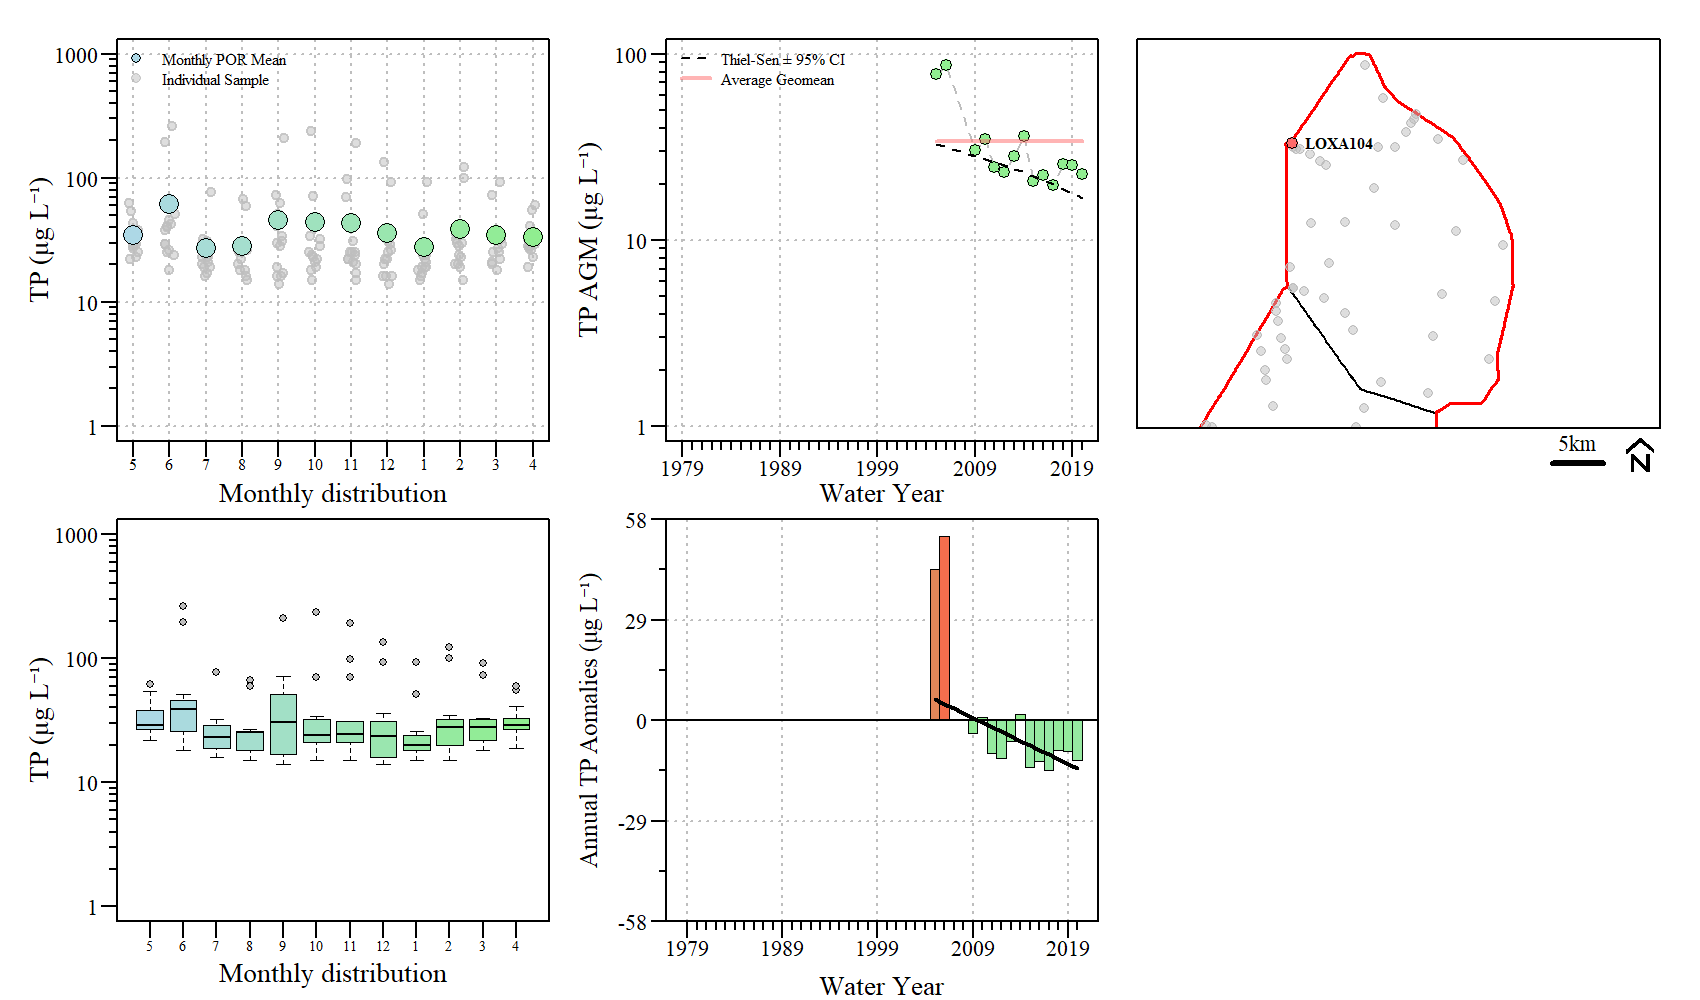 1000
100
10
1
TP (µg L⁻¹)
Monthly POR Mean
Individual Sample
5 6 7 8 9 10 11 12 1 2 3 4
Monthly distribution
100
10
1
TP AGM (µg L⁻¹)
Thiel-Sen ± 95% CI
Average Geomean
1979 1989 1999 2009 2019
Water Year
LOXA104
5km
N
1000
100
10
1
TP (µg L⁻¹)
5 6 7 8 9 10 11 12 1 2 3 4
Monthly distribution
58
29
0
-29
-58
Annual TP Aomalies (µg L⁻¹)
1979 1989 1999 2009 2019
Water Year